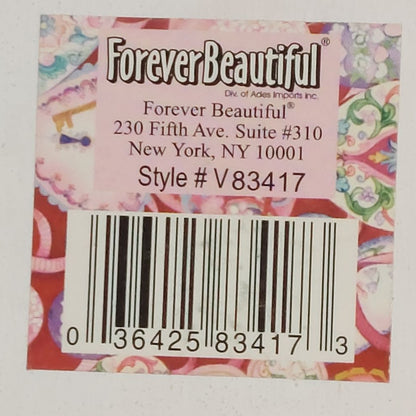 ForeverBeautiful®
Div. of Ades Imports Inc.
Forever Beautiful®
230 Fifth Ave. Suite #310
New York, NY 10001
Style # V83417
0 36425 83417 3